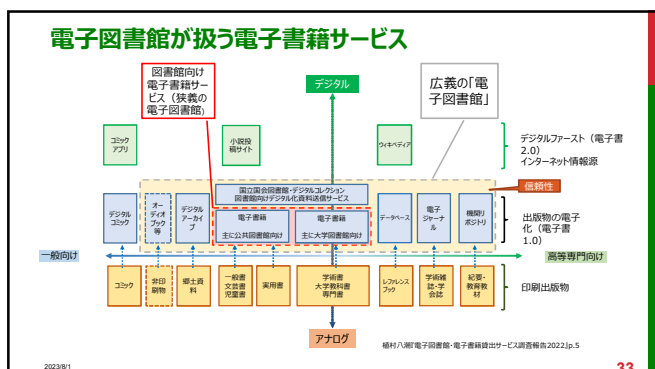 電子図書館が扱う電子書籍サービス
図書館向け
電子書籍サー
ビス（狭義の
電子図書館）
デジタル
広義の「電
子図書館」
コミック
アプリ
小説投
稿サイト
ウィキペディア
デジタルファースト（電子書
2.0）
インターネット情報源
信頼性
国立国会図書館・デジタルコレクション
図書館向けデジタル化資料送信サービス
デジタル
コミック
オー
ディオ
ブック
等
デジタル
アーカイ
ブ
電子書籍
主に公共図書館向け
電子書籍
主に大学図書館向け
データベース
電子
ジャーナ
ル
機関リ
ポジトリ
出版物の電子
化（電子書
1.0）
一般向け
高等専門向け
コミック
非印
刷物
郷土資
料
一般書
文芸書
児童書
実用書
学術書
大学教科書
専門書
レファレンス
ブック
学術雑
誌・学
会誌
紀要・
教育教
材
印刷出版物
アナログ
植村八潮『電子図書館・電子書籍貸出サービス調査報告2022』p.5
2023/8/1
33